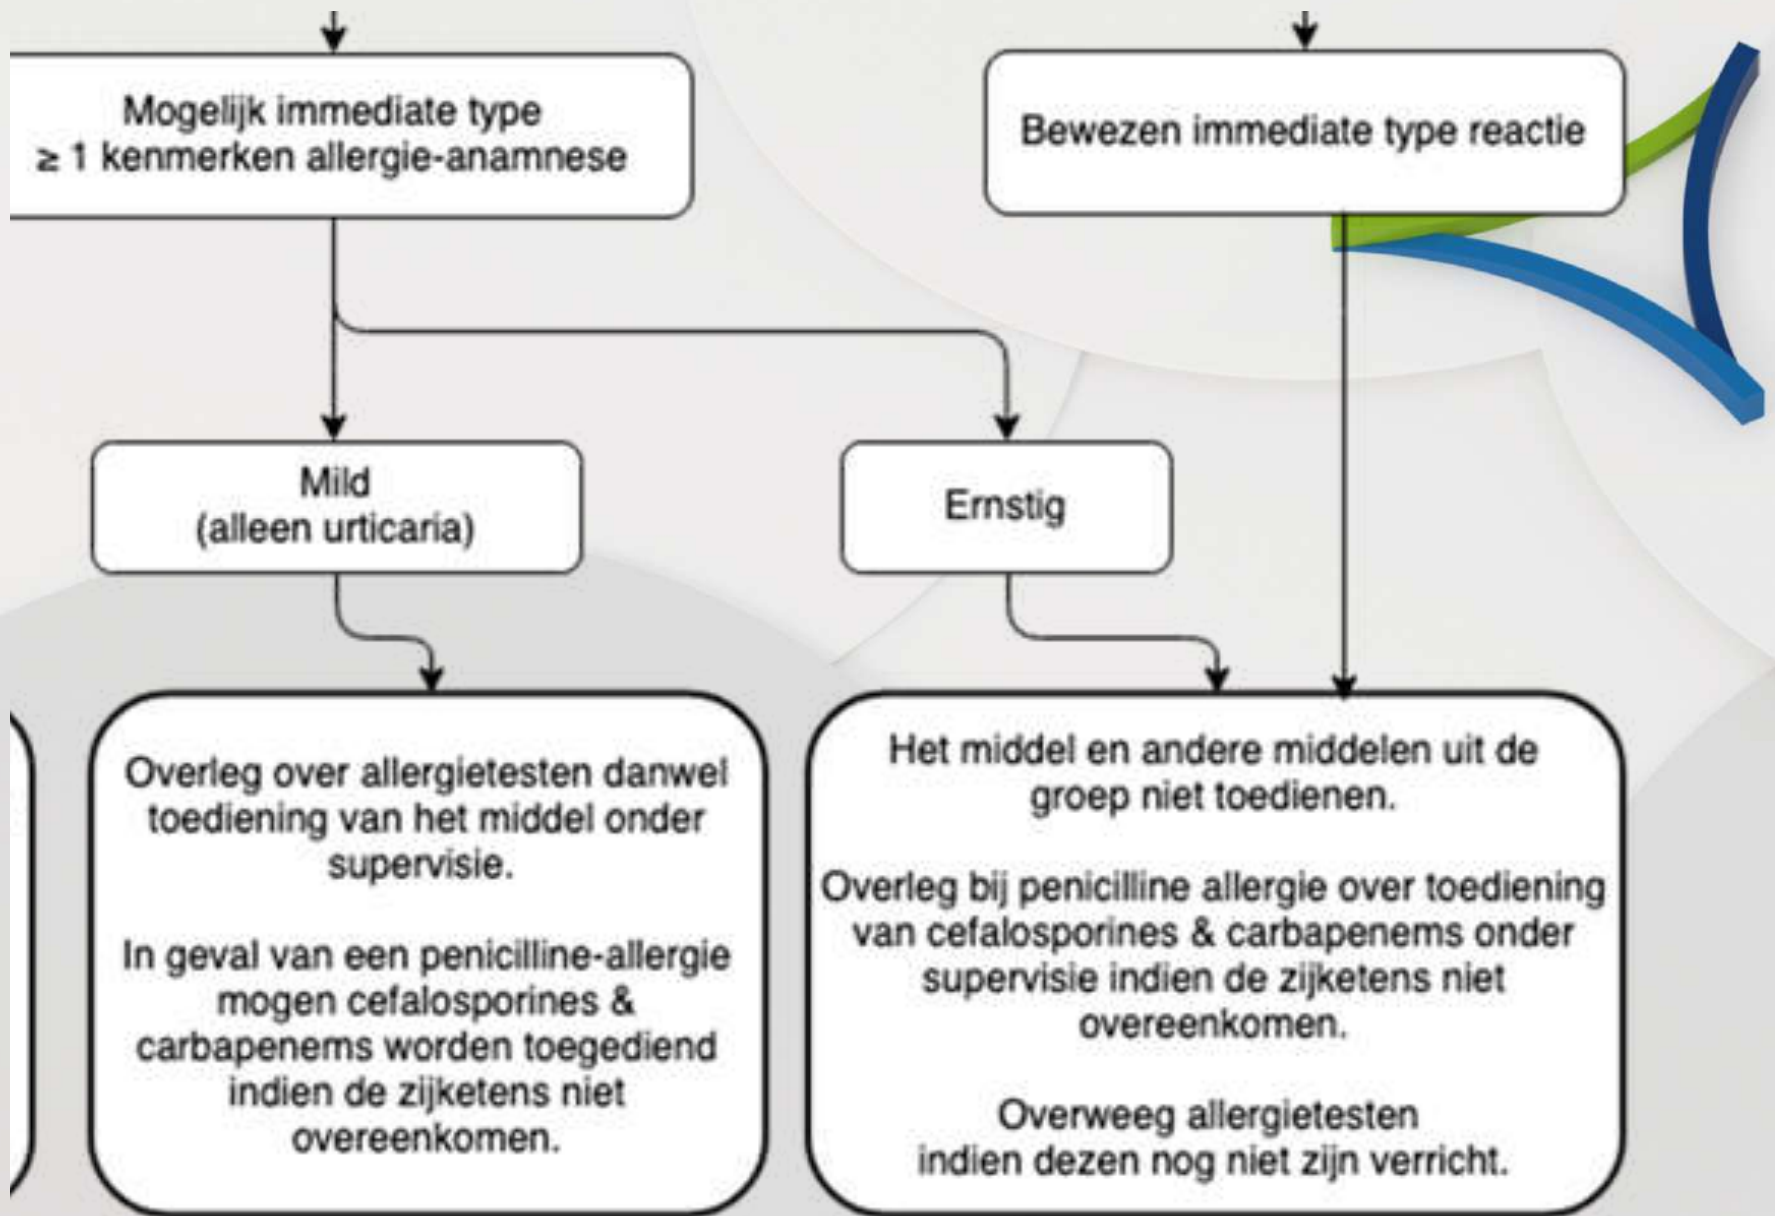 Mogelijk immediate type
≥ 1 kenmerken allergie-anamnese
Bewezen immediate type reactie
Mild
(alleen urticaria)
Ernstig
Overleg over allergietesten danwel
toediening van het middel onder
supervisie.
In geval van een penicilline-allergie
mogen cefalosporines &
carbapenems worden toegediend
indien de zijketens niet
overeenkomen.
Het middel en andere middelen uit de
groep niet toedienen.
Overleg bij penicilline allergie over toediening
van cefalosporines & carbapenems onder
supervisie indien de zijketens niet
overeenkomen.
Overweeg allergietesten
indien dezen nog niet zijn verricht.